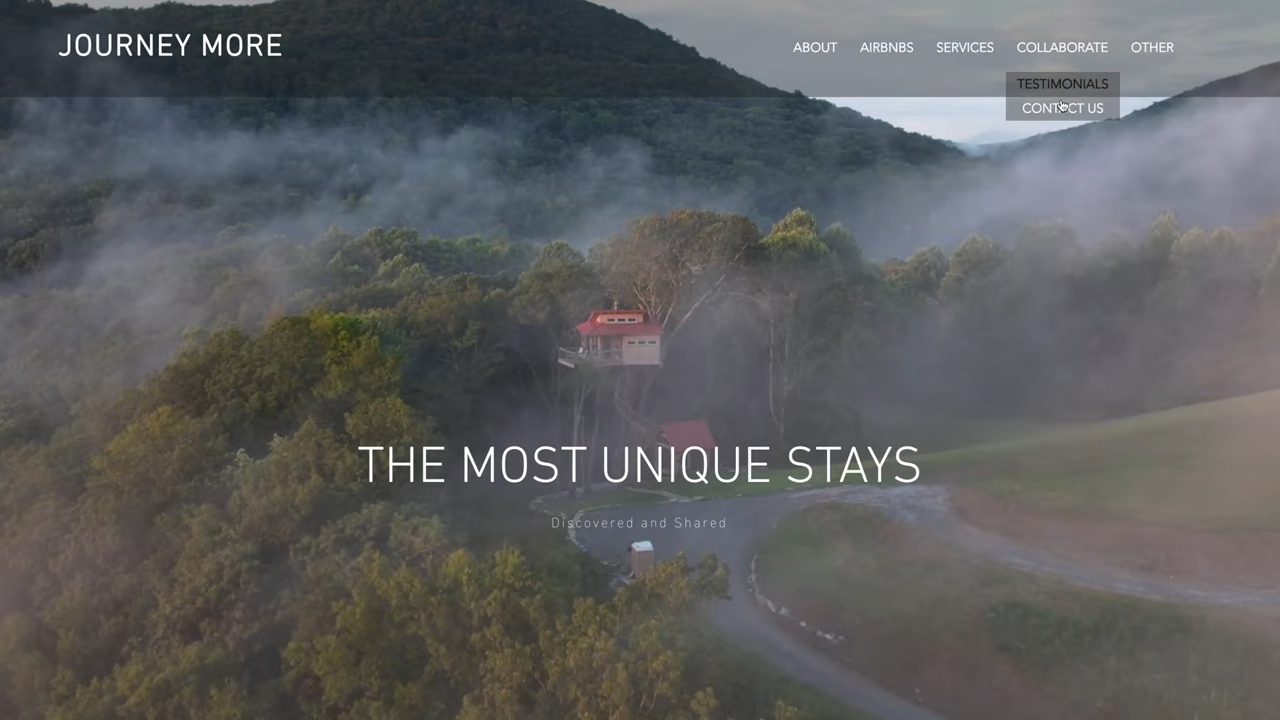 JOURNEY MORE
ABOUT AIRBNBS SERVICES COLLABORATE OTHER
TESTIMONIALS
CONTACT US
THE MOST UNIQUE STAYS
Discovered and Shared